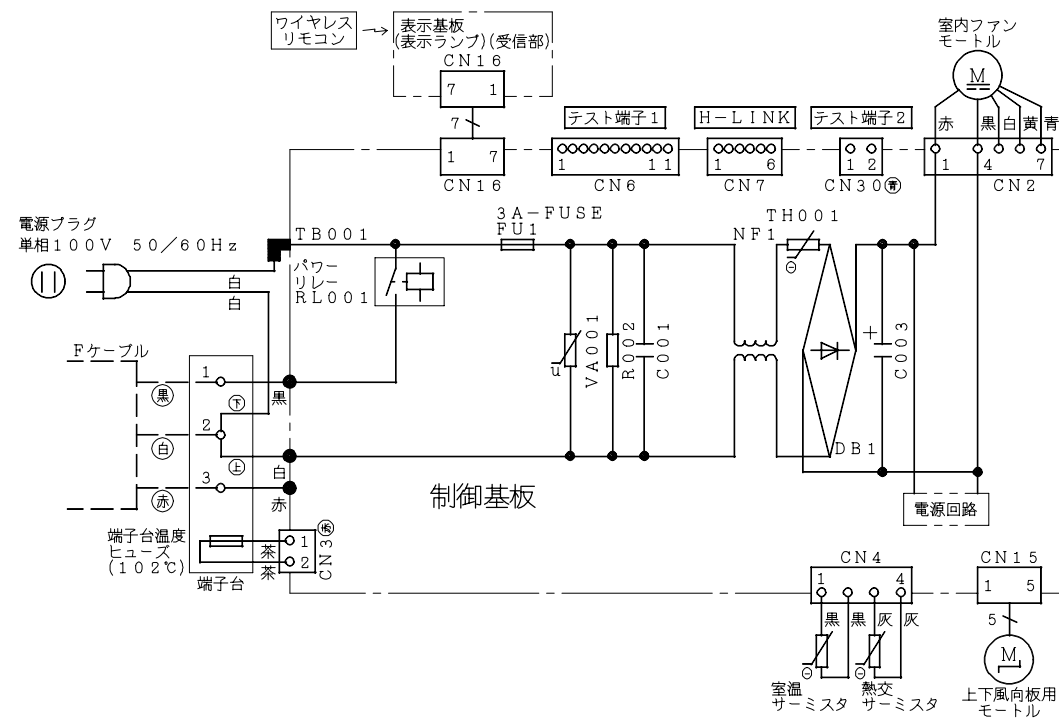 ワイヤレス
リモコン
表示基板
(表示ランプ)(受信部)
CN16
7 1
7
1 7
CN16
テスト端子1
1 11
CN6
H-LINK
1 6
CN7
テスト端子2
1 2
CN30青
室内ファン
モートル
M
赤 黒 白 黄 青
1 4 7
CN2
電源プラグ
単相100V 50/60Hz
白
白
TB001
パワー
リレー
RL001
3A-FUSE
FU1
u
VA001
R002
C001
NF1
TH001
DB1
+
C003
電源回路
制御基板
Fケーブル
黒
白
赤
1
2
3
下
上
黒
白
赤
端子台温度
ヒューズ
(102℃)
端子台
茶
茶
1
2
CN3
CN4
1 4
黒 黒 灰 灰
室温
サーミスタ
熱交
サーミスタ
CN15
1 5
5
M
上下風向板用
モートル